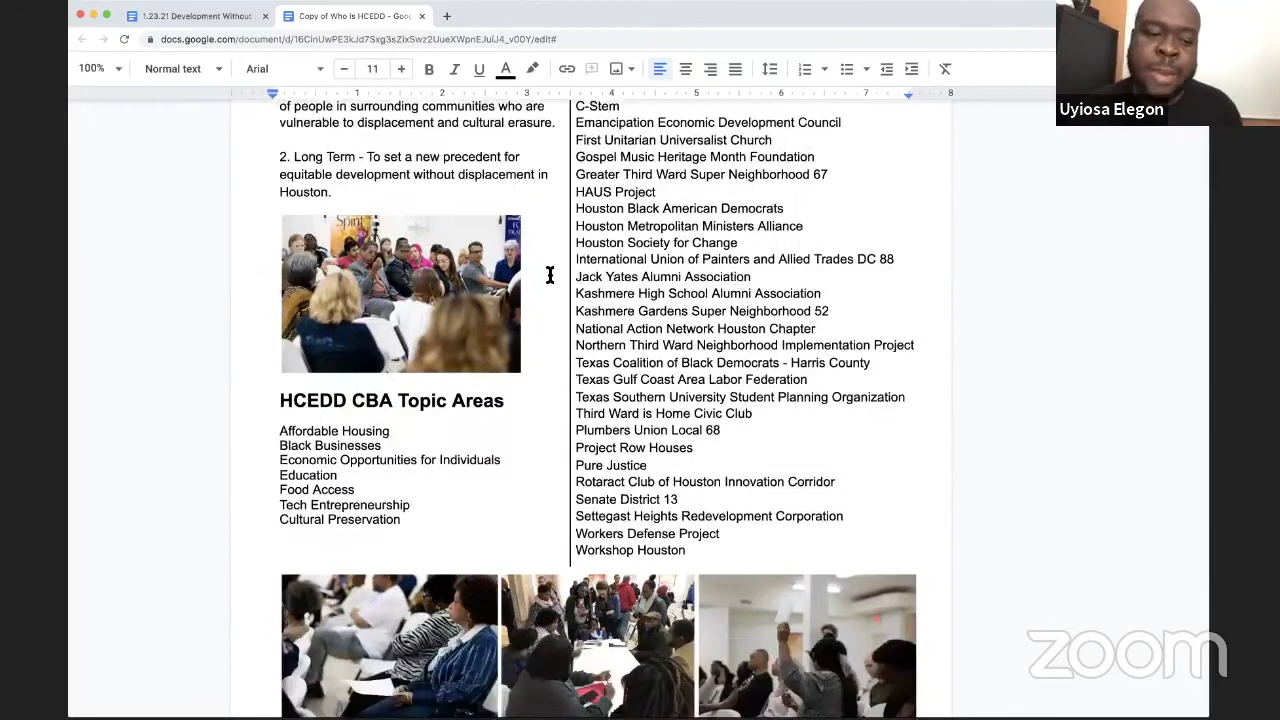 1.23.21 Development Without
Copy of Who is HCEDD - Goo
docs.google.com/document/d/16CinUwPE3kJd7Sxg3sZixSwz2UueXWpnEJuiJ4_v00Y/edit#
100%
Normal text
Arial
11
1 2 3 4 5 6 7 8
Uyiosa Elegon
of people in surrounding communities who are
vulnerable to displacement and cultural erasure.
2. Long Term - To set a new precedent for
equitable development without displacement in
Houston.
Spirit
HCEDD CBA Topic Areas
Affordable Housing
Black Businesses
Economic Opportunities for Individuals
Education
Food Access
Tech Entrepreneurship
Cultural Preservation
C-Stem
Emancipation Economic Development Council
First Unitarian Universalist Church
Gospel Music Heritage Month Foundation
Greater Third Ward Super Neighborhood 67
HAUS Project
Houston Black American Democrats
Houston Metropolitan Ministers Alliance
Houston Society for Change
International Union of Painters and Allied Trades DC 88
Jack Yates Alumni Association
Kashmere High School Alumni Association
Kashmere Gardens Super Neighborhood 52
National Action Network Houston Chapter
Northern Third Ward Neighborhood Implementation Project
Texas Coalition of Black Democrats - Harris County
Texas Gulf Coast Area Labor Federation
Texas Southern University Student Planning Organization
Third Ward is Home Civic Club
Plumbers Union Local 68
Project Row Houses
Pure Justice
Rotaract Club of Houston Innovation Corridor
Senate District 13
Settegast Heights Redevelopment Corporation
Workers Defense Project
Workshop Houston
zoom